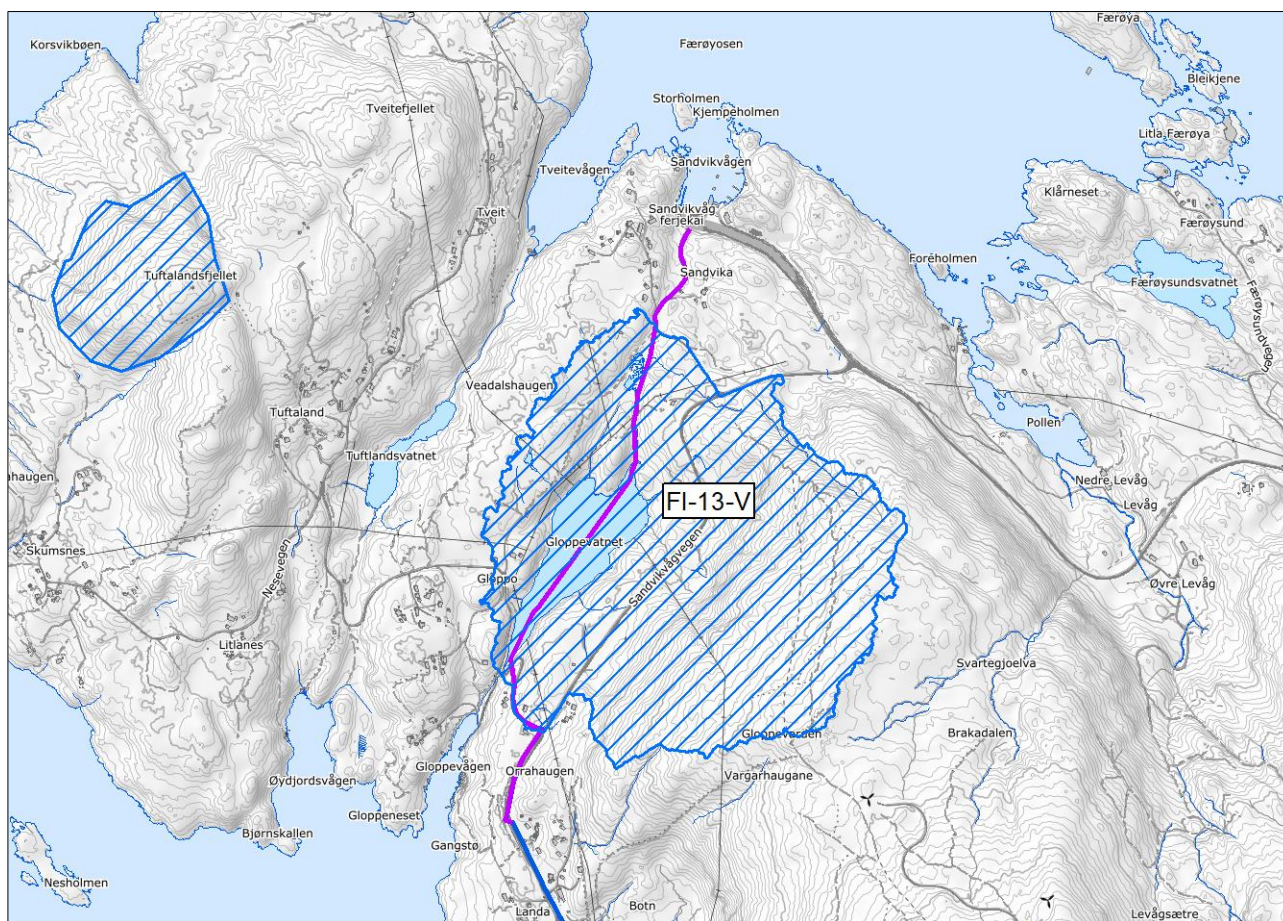 Korsvikbøen
Færøyosen
Færøya
Bleikjene
Storholmen
Kjempeholmen
Tveitefjellet
Litla Færøya
Sandvikvågen
Tveitevågen
Klårneset
Tveit
Sandvikvåg
ferjekai
Færøysund
Foréholmen
Tuftalandsfjellet
Sandvika
Færøysundsvatnet
Færøysundvegen
Veadalshaugen
Tuftaland
Pollen
Tuftlandsvatnet
Nedre Levåg
ahaugen
FI-13-V
Levåg
Gloppevatnet
Skumsnes
Gloppo
Sandvikvågvegen
Nesevegen
Øvre Levåg
Litlanes
Svartegjoelva
Gloppevarden
Brakadalen
Gloppevågen
Orrahaugen
Vargarhaugane
Øydjordsvågen
Gloppeneset
Bjørnskallen
Gangstø
Nesholmen
Botn
Landa
Levågsætre